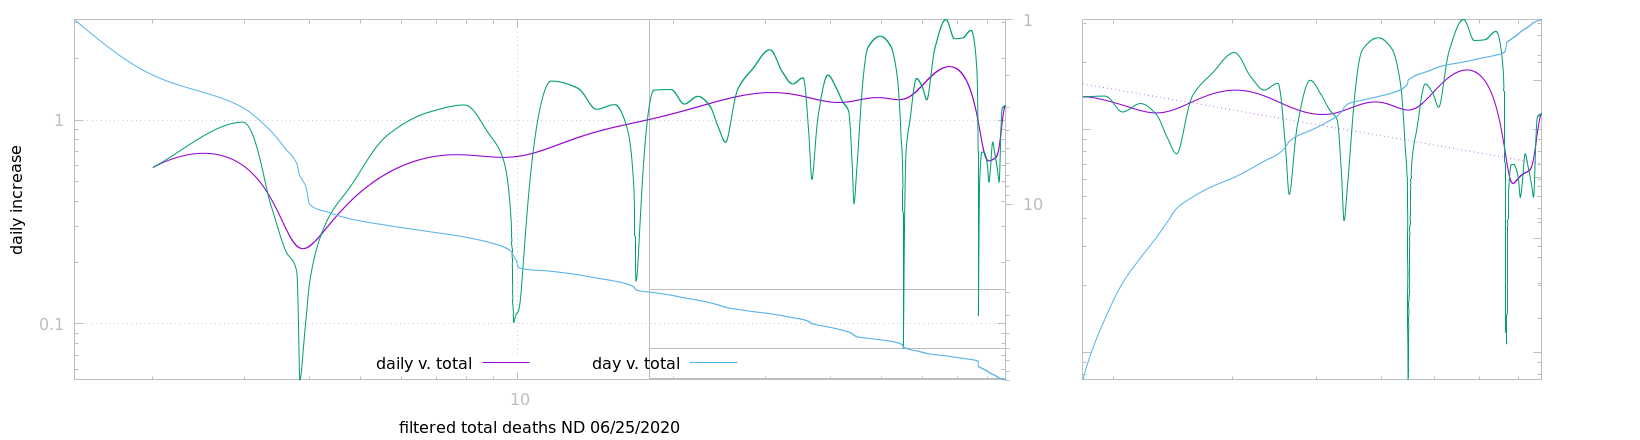 1
1
daily increase
10
0.1
daily v. total
day v. total
10
filtered total deaths ND 06/25/2020